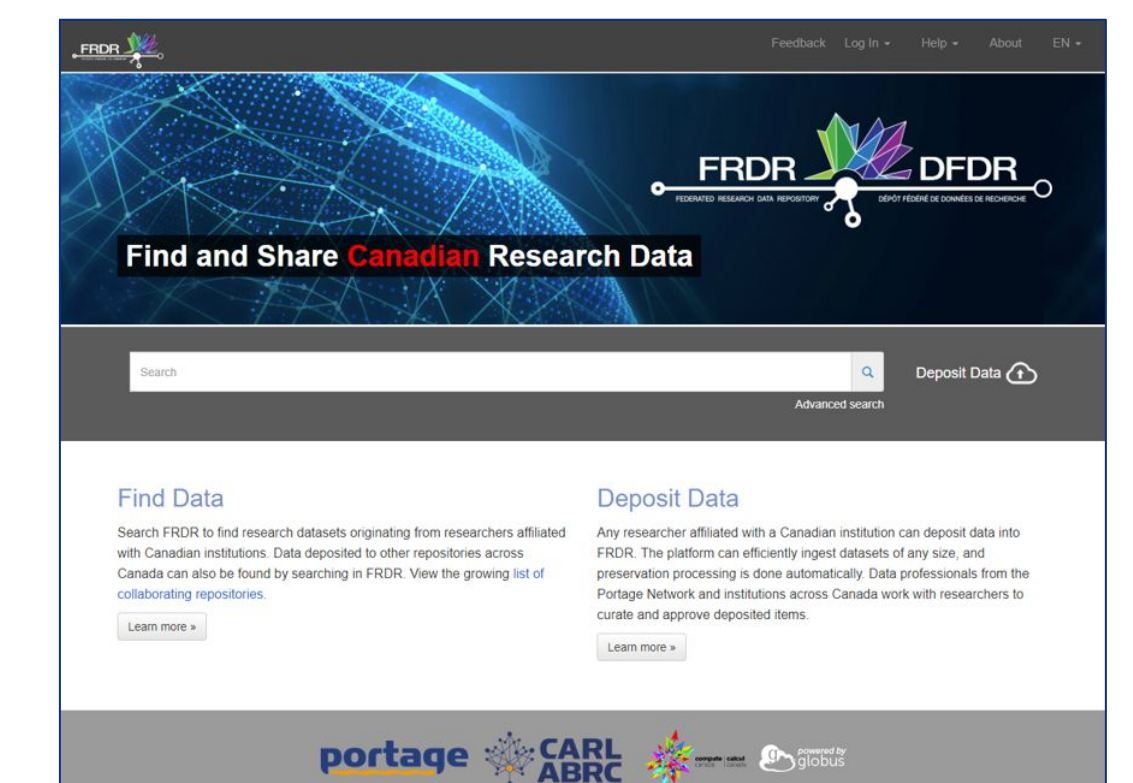 FRDR
Feedback Log In Help About EN
FRDR DFDR
FEDERATED RESEARCH DATA REPOSITORY DÉPÔT FÉDÉRÉ DE DONNÉES DE RECHERCHE
Find and Share Canadian Research Data
Search
Deposit Data
Advanced search
Find Data
Search FRDR to find research datasets originating from researchers affiliated
with Canadian institutions. Data deposited to other repositories across
Canada can also be found by searching in FRDR. View the growing list of
collaborating repositories.
Learn more »
Deposit Data
Any researcher affiliated with a Canadian institution can deposit data into
FRDR. The platform can efficiently ingest datasets of any size, and
preservation processing is done automatically. Data professionals from the
Portage Network and institutions across Canada work with researchers to
curate and approve deposited items.
Learn more »
portage
CARL
ABRC
compute calcul
canada canada
powered by
globus